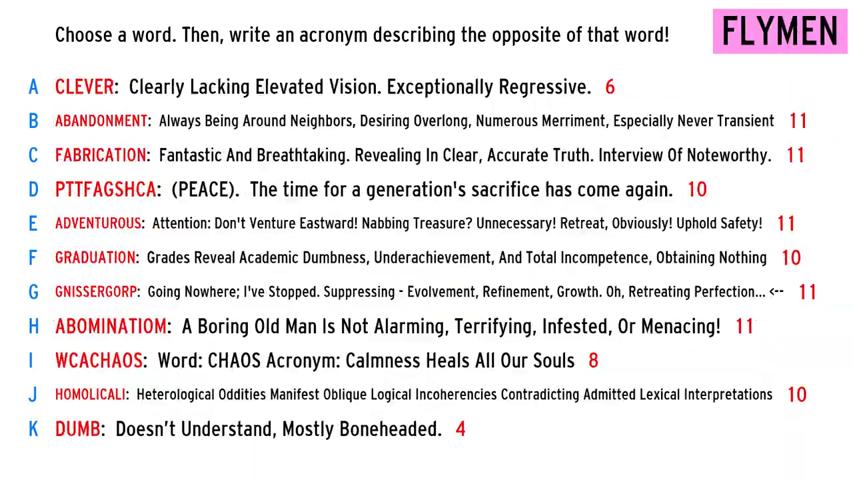 Choose a word. Then, write an acronym describing the opposite of that word!
FLYMEN
A CLEVER: Clearly Lacking Elevated Vision. Exceptionally Regressive. 6
B ABANDONMENT: Always Being Around Neighbors, Desiring Overlong, Numerous Merriment, Especially Never Transient 11
C FABRICATION: Fantastic And Breathtaking. Revealing In Clear, Accurate Truth. Interview Of Noteworthy. 11
D PTTFAGSHCA: (PEACE). The time for a generation's sacrifice has come again. 10
E ADVENTUROUS: Attention: Don't Venture Eastward! Nabbing Treasure? Unnecessary! Retreat, Obviously! Uphold Safety! 11
F GRADUATION: Grades Reveal Academic Dumbness, Underachievement, And Total Incompetence, Obtaining Nothing 10
G GNISSERGORP: Going Nowhere; I've Stopped. Suppressing - Evolvement, Refinement, Growth. Oh, Retreating Perfection... <-- 11
H ABOMINATIOM: A Boring Old Man Is Not Alarming, Terrifying, Infested, Or Menacing! 11
I WCACHAOS: Word: CHAOS Acronym: Calmness Heals All Our Souls 8
J HOMOLICALI: Heterological Oddities Manifest Oblique Logical Incoherencies Contradicting Admitted Lexical Interpretations 10
K DUMB: Doesn't Understand, Mostly Boneheaded. 4